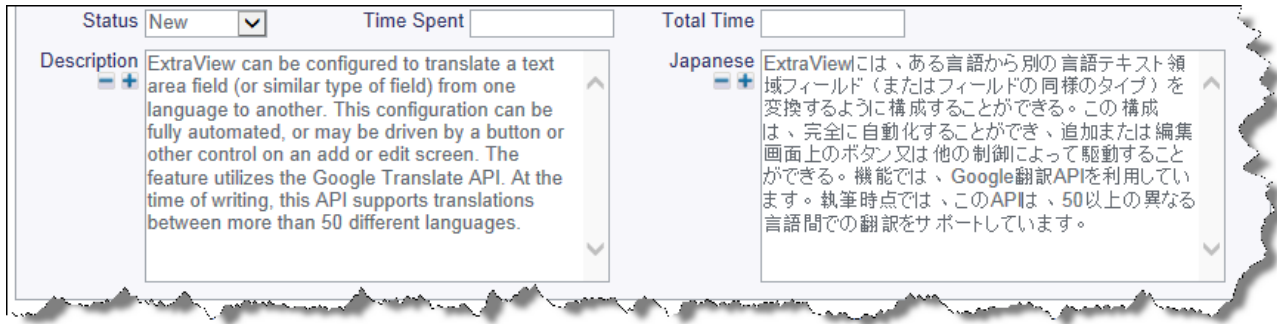 Status New Time Spent Total Time
Description
ExtraView can be configured to translate a text
area field (or similar type of field) from one
language to another. This configuration can be
fully automated, or may be driven by a button or
other control on an add or edit screen. The
feature utilizes the Google Translate API. At the
time of writing, this API supports translations
between more than 50 different languages.
Japanese
ExtraViewには、ある言語から別の言語テキスト領
域フィールド（またはフィールドの同様のタイプ）を
変換するように構成することができる。この構成
は、完全に自動化することができ、追加または編集
画面上のボタン又は他の制御によって駆動すること
ができる。機能では、Google翻訳APIを利用してい
ます。執筆時点では、このAPIは、50以上の異なる
言語間での翻訳をサポートしています。